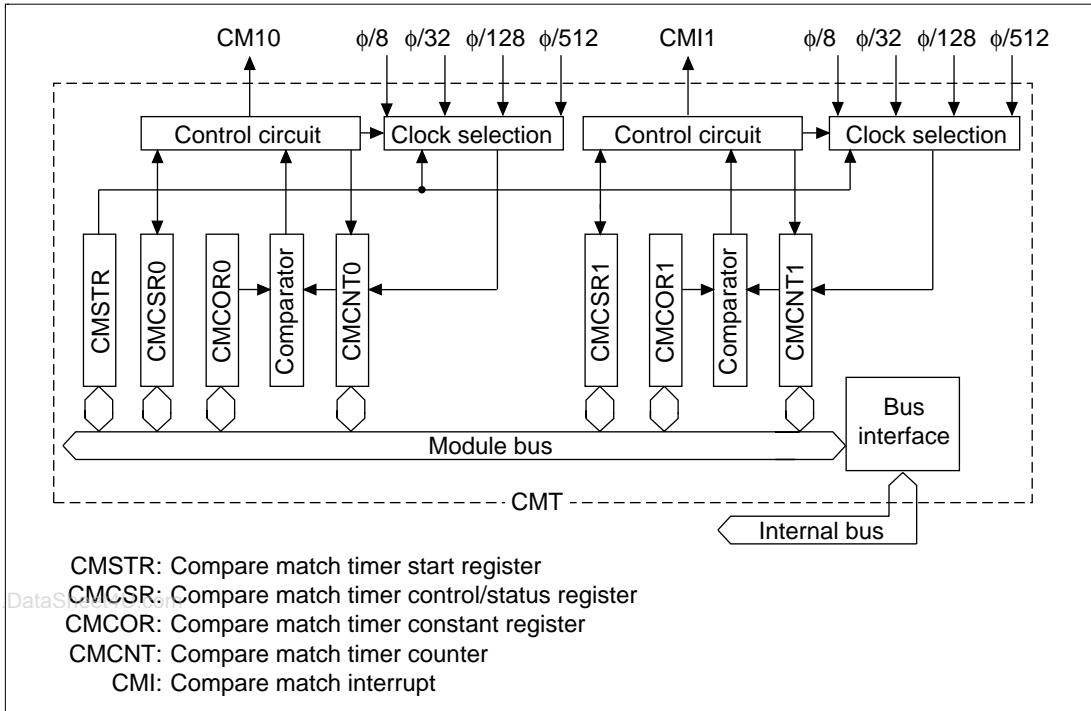 CM10 ϕ/8 ϕ/32 ϕ/128 ϕ/512 CMI1 ϕ/8 ϕ/32 ϕ/128 ϕ/512
Control circuit Clock selection Control circuit Clock selection
CMSTR CMCSR0 CMCOR0 Comparator CMCNT0 CMCSR1 CMCOR1 Comparator CMCNT1
Bus
interface
Module bus
CMT
Internal bus
CMSTR: Compare match timer start register
CMCSR: Compare match timer control/status register
CMCOR: Compare match timer constant register
CMCNT: Compare match timer counter
CMI: Compare match interrupt